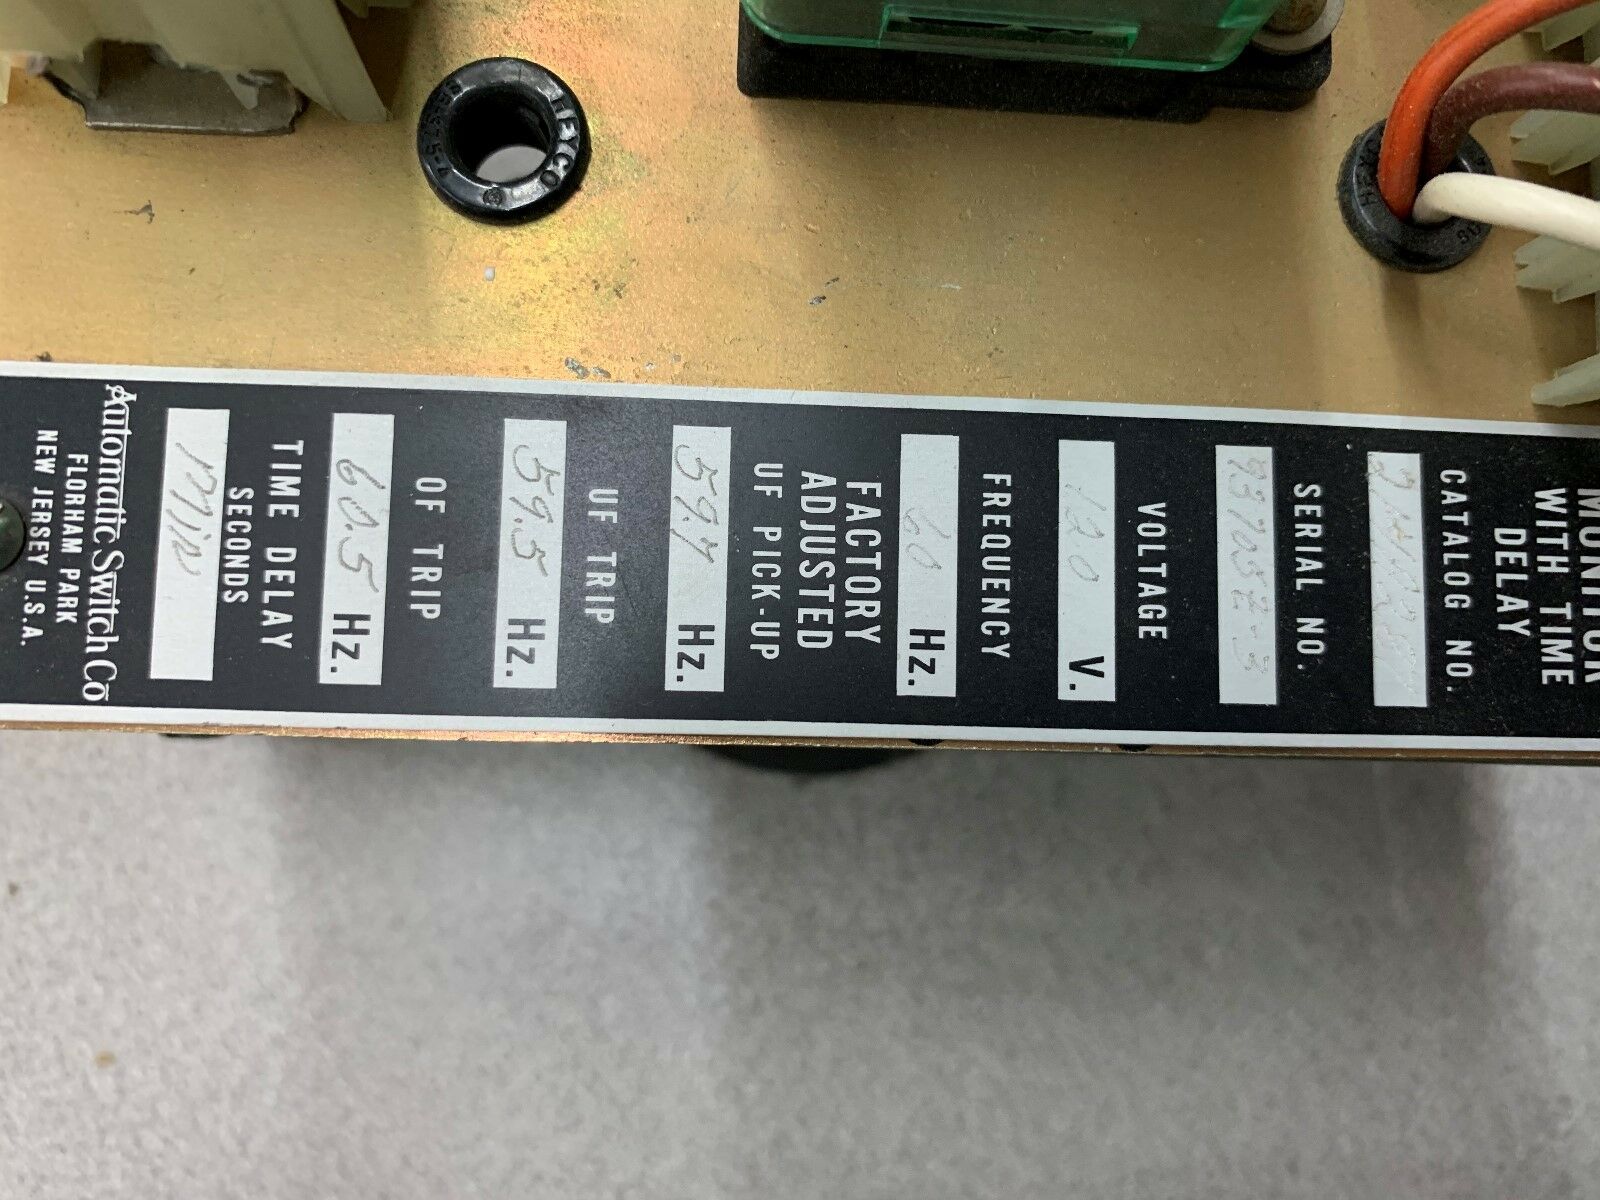 MONITOR
WITH TIME
DELAY
CATALOG NO.
SERIAL NO.
VOLTAGE
120 V.
FREQUENCY
60 Hz.
FACTORY
ADJUSTED
UF PICK-UP
59.7 Hz.
UF TRIP
59.5 Hz.
OF TRIP
60.5 Hz.
TIME DELAY
SECONDS
Min
Automatic Switch Co
FLORHAM PARK
NEW JERSEY U.S.A.
HEYCO